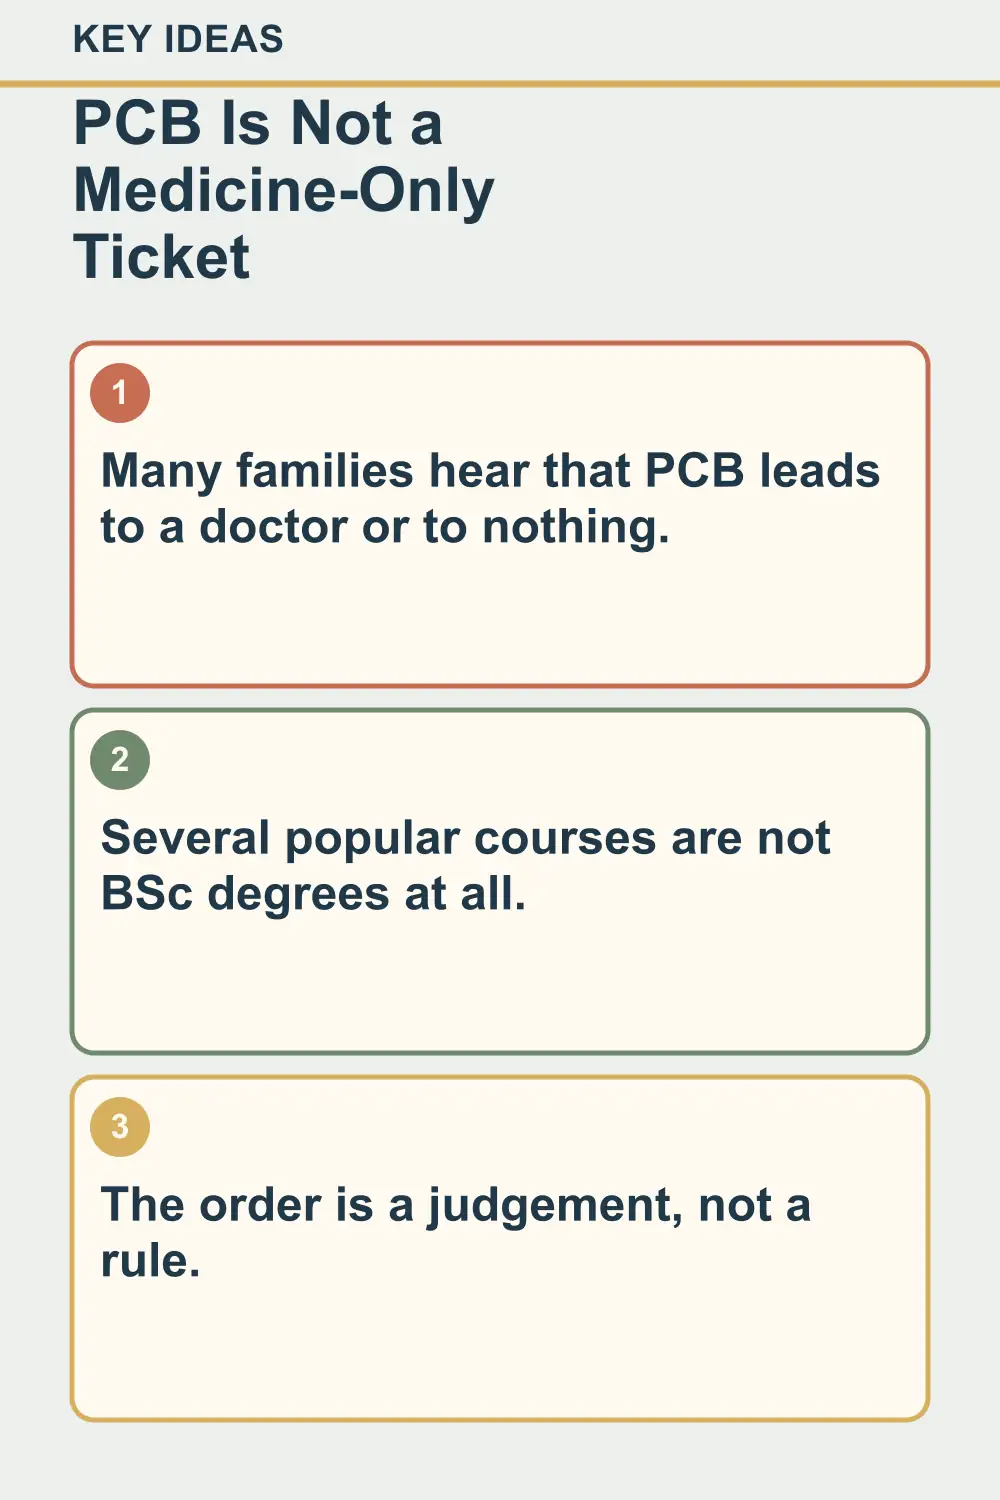 KEY IDEAS
PCB Is Not a
Medicine-Only
Ticket
1
Many families hear that PCB leads
to a doctor or to nothing.
2
Several popular courses are not
BSc degrees at all.
3
The order is a judgement, not a
rule.